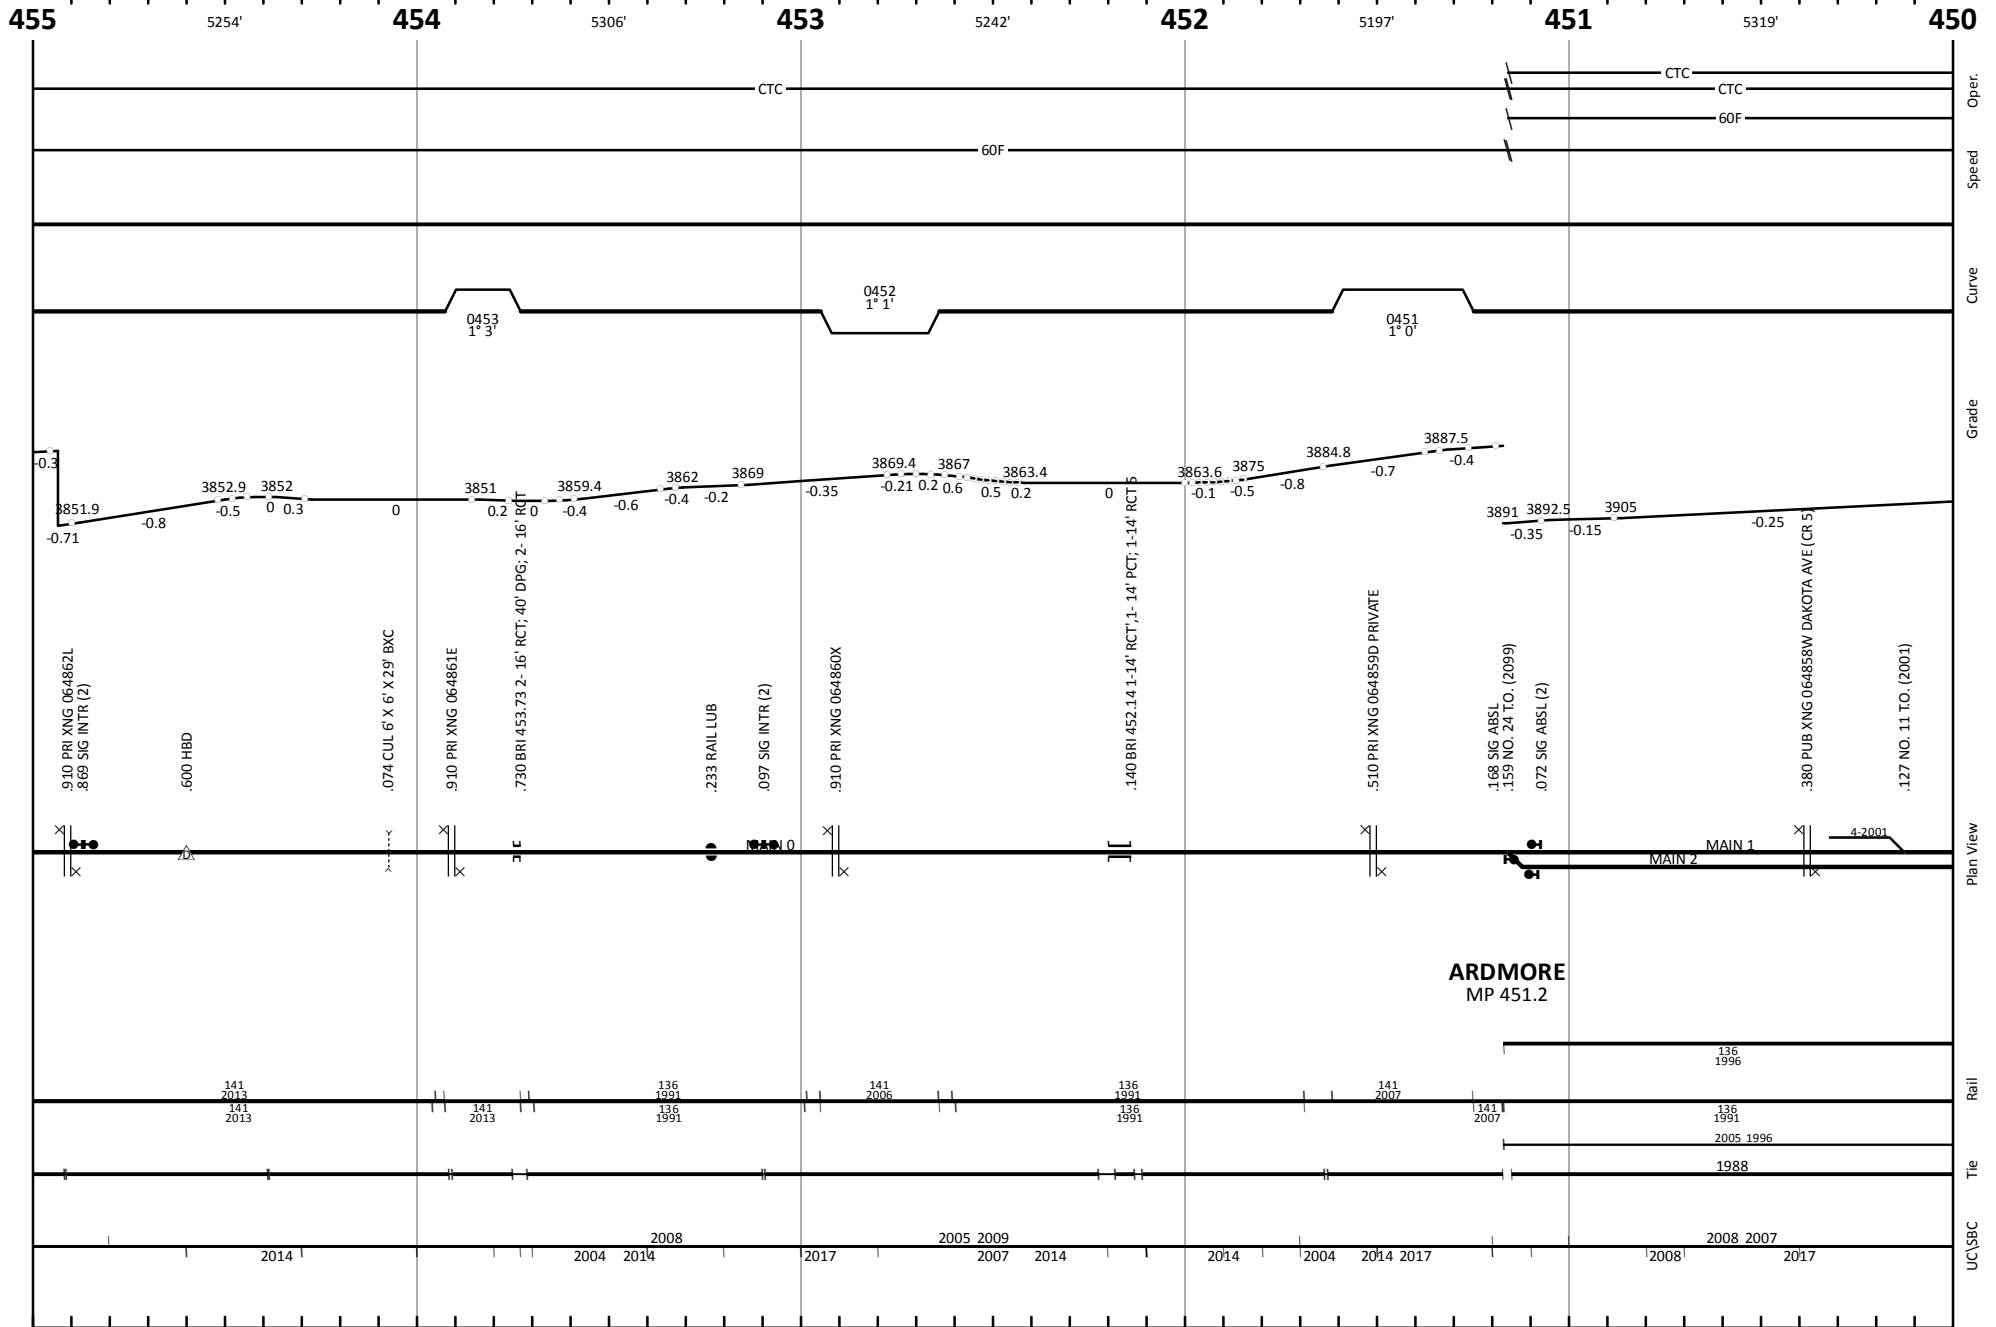 455 5254' 454 5306' 453 5242' 452 5197' 451 5319' 450
CTC
CTC
CTC
Oper.
60F
60F
Speed
0453
1° 3'
0452
1° 1'
0451
1° 0'
Curve
3851.9 3852.9 3852 3851 3859.4 3862 3869 3869.4 3867 3863.4 3863.6 3875 3884.8 3887.5 3891 3892.5 3905
-0.3 -0.71 -0.8 -0.5 0 0.3 0 0.2 0 -0.4 -0.6 -0.4 -0.2 -0.35 -0.21 0.2 0.6 0.5 0.2 0 -0.1 -0.5 -0.8 -0.7 -0.4 -0.35 -0.15 -0.25
Grade
.910 PRI XNG 064862L
.869 SIG INTR (2)
.600 HBD
.074 CUL 6' X 6' X 29' BXC
.910 PRI XNG 064861E
.730 BRI 453.73 2- 16' RCT; 40' DPG; 2- 16' RCT
.233 RAIL LUB
.097 SIG INTR (2)
.910 PRI XNG 064860X
.140 BRI 452.14 1-14' RCT',1- 14' PCT; 1-14' RCT 5
.510 PRI XNG 064859D PRIVATE
.168 SIG ABSL
.159 NO. 24 T.O. (2099)
.072 SIG ABSL (2)
.380 PUB XNG 064858W DAKOTA AVE (CR 5)
.127 NO. 11 T.O. (2001)
D
MAIN 0
MAIN 1
MAIN 2
4-2001
Plan View
ARDMORE
MP 451.2
136
1996
141 136 141 136 141
2013 1991 2006 1991 2007
141 141 136 136 141 136
2013 2013 1991 1991 2007 1991
Rail
2005 1996
1988
Tie
2008 2005 2009 2008 2007
2014 2004 2014 2017 2007 2014 2014 2004 2014 2017 2008 2017
UC\SBC